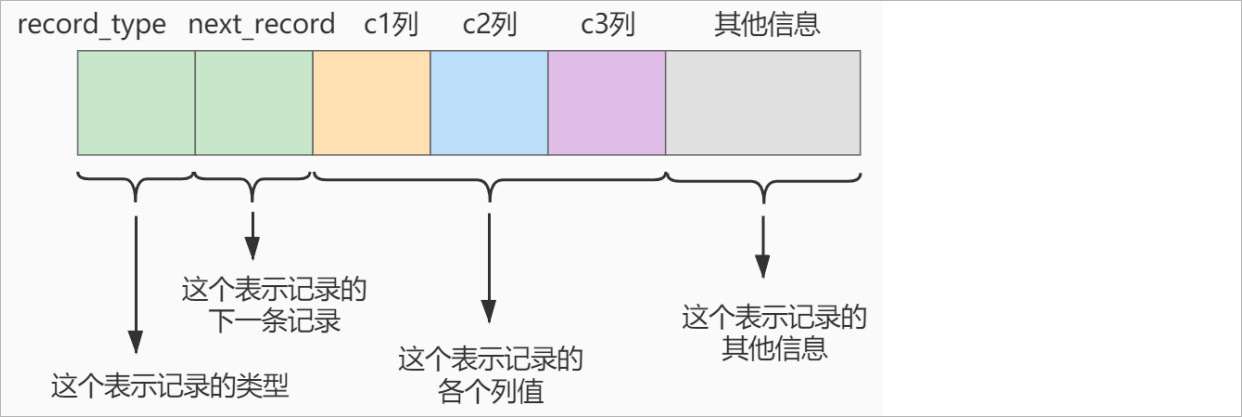 record_type next_record c1列 c2列 c3列 其他信息
这个表示记录的
下一条记录
这个表示记录的类型
这个表示记录的
各个列值
这个表示记录的
其他信息